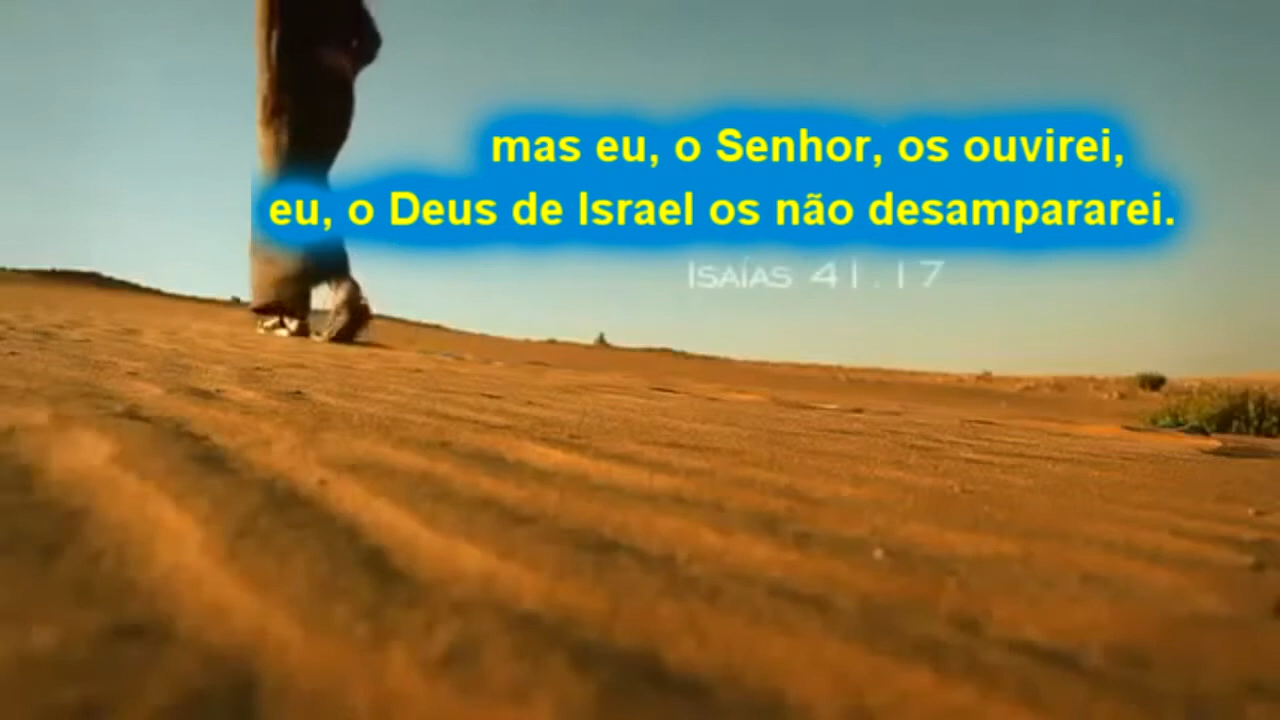 mas eu, o Senhor, os ouvirei,
eu, o Deus de Israel os não desampararei.
Isaías 41.17